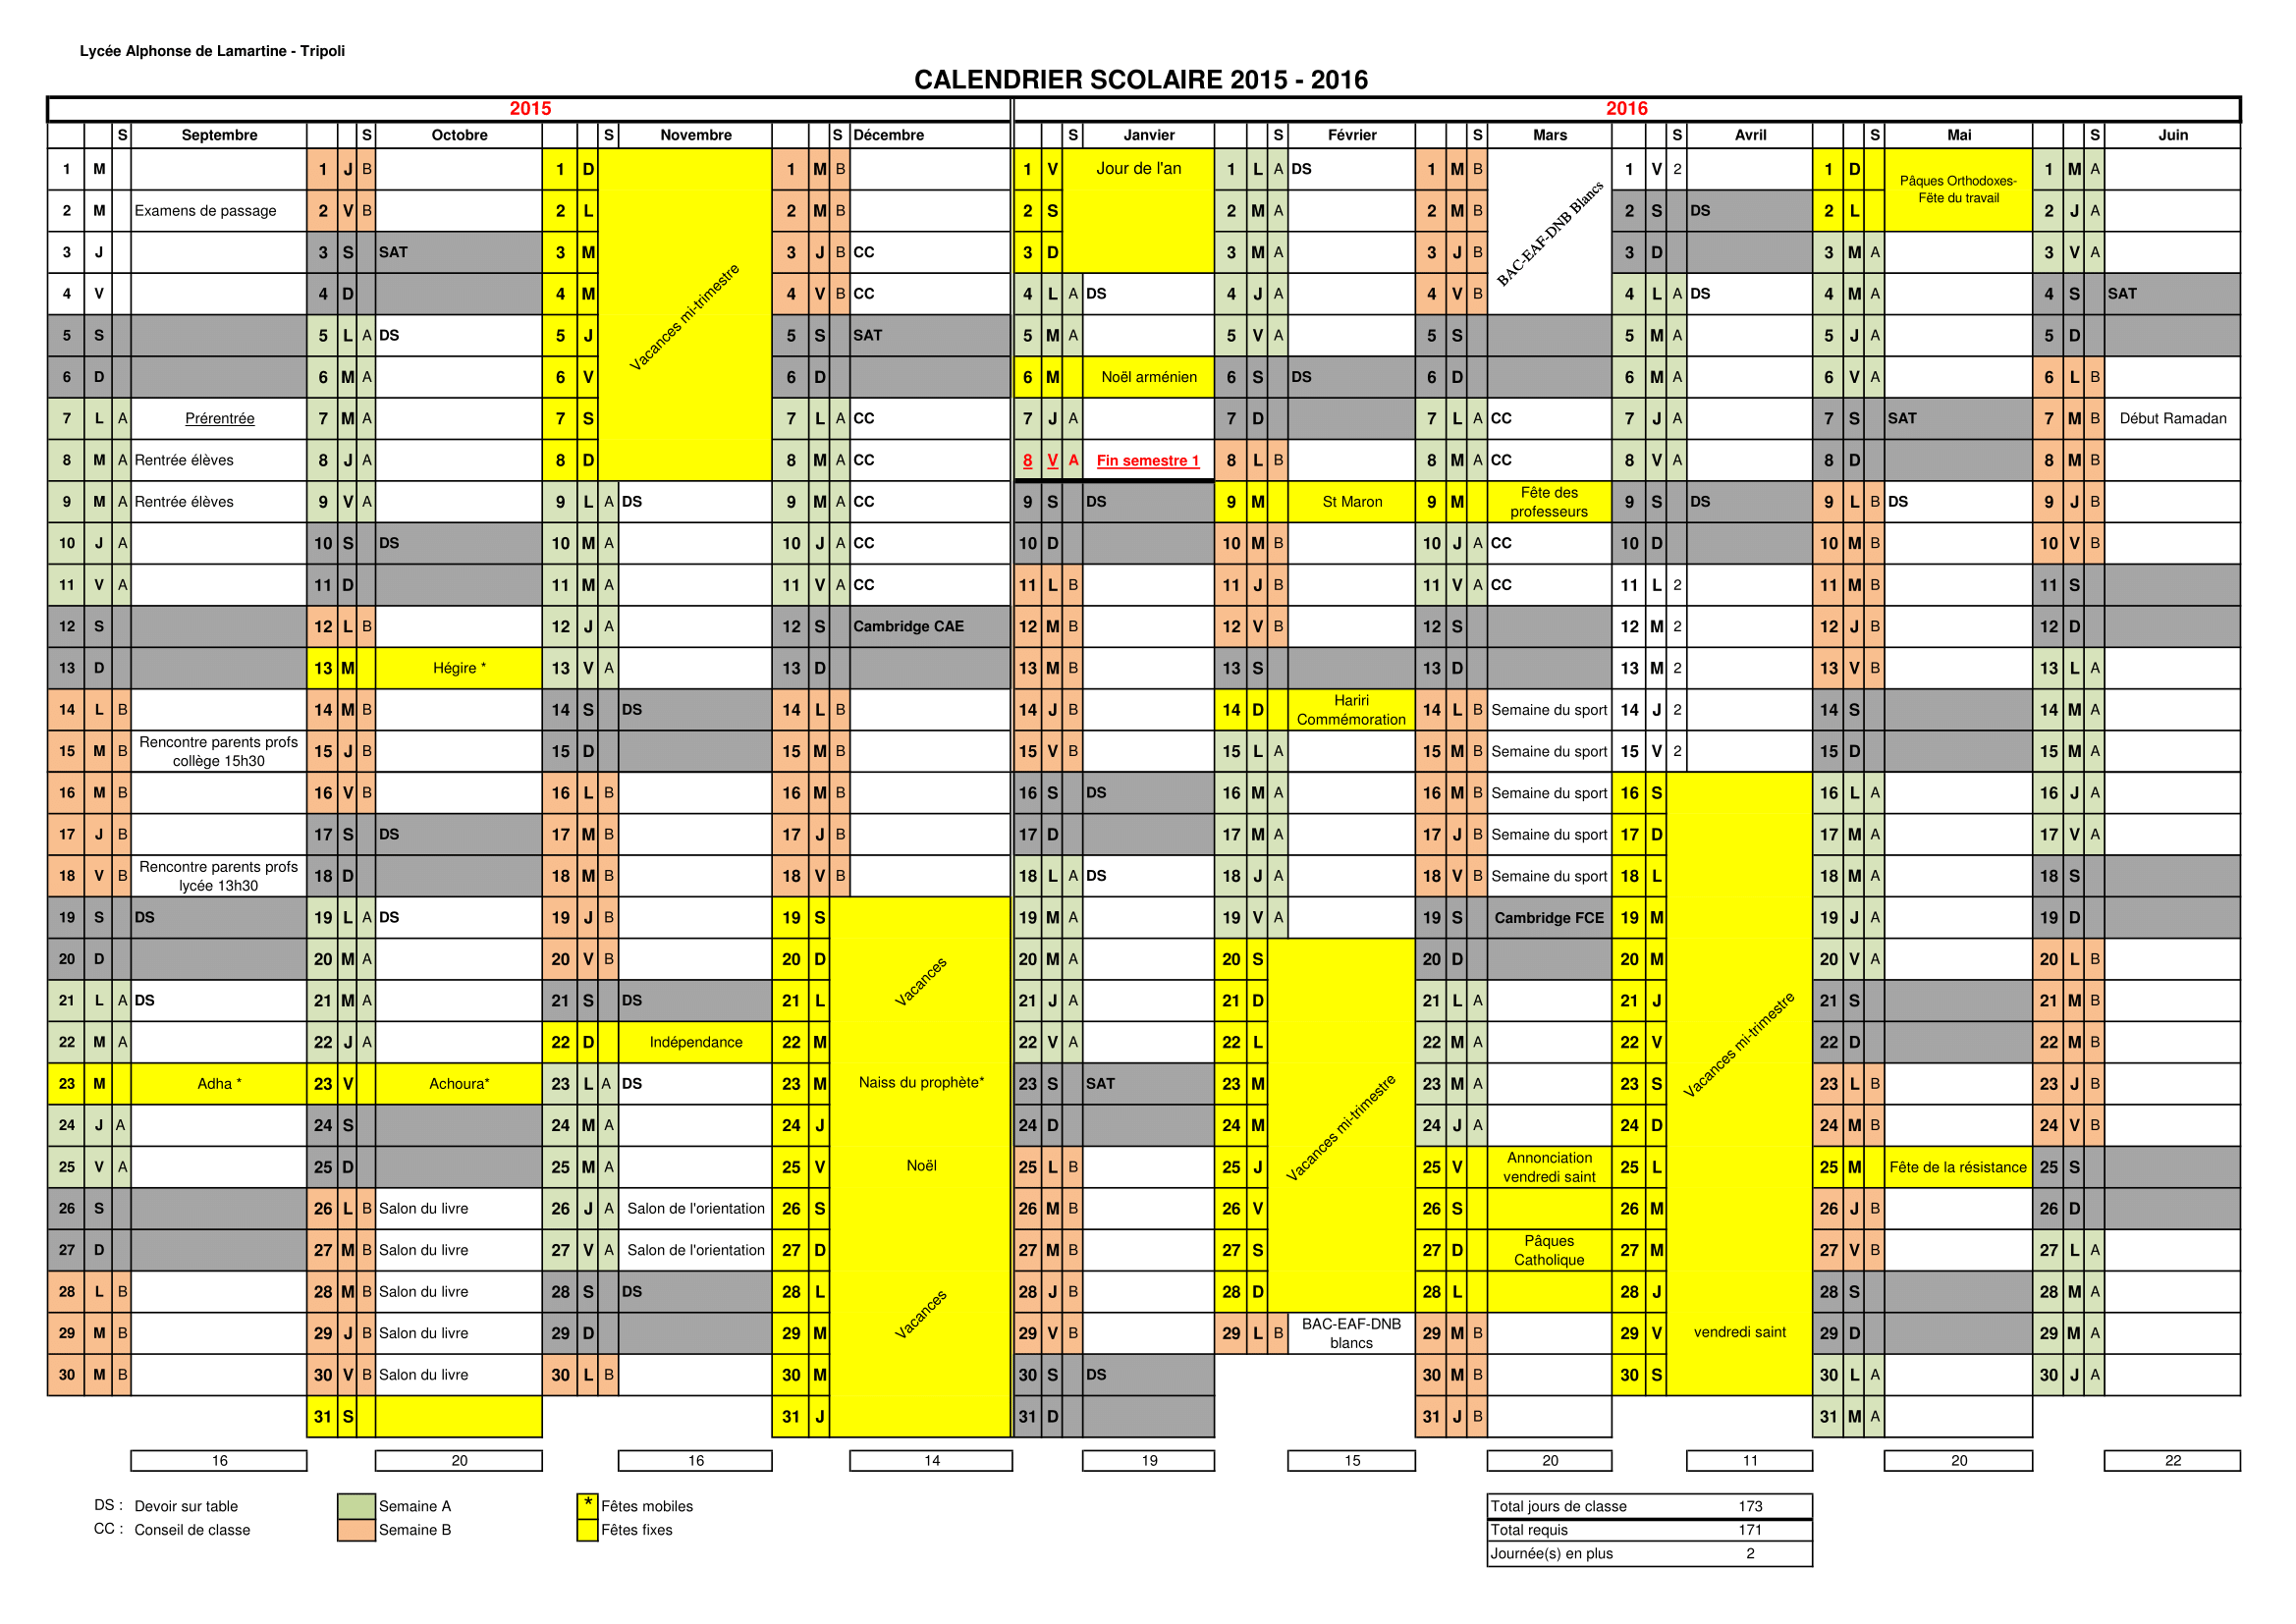 Lycée Alphonse de Lamartine - Tripoli
CALENDRIER SCOLAIRE 2015 - 2016
2015 2016
S Septembre S Octobre S Novembre S Décembre S Janvier S Février S Mars S Avril S Mai S Juin
1 M 1 J B 1 D 1 M B 1 V Jour de l'an 1 L A DS 1 M B 1 V 2 1 D Pâques Orthodoxes- 1 M A
2 M Examens de passage 2 V B 2 L 2 M B 2 S 2 M A 2 M B BAC-EAF-DNB Blancs 2 S DS 2 L Fête du travail 2 J A
3 J 3 S SAT 3 M 3 J B CC 3 D 3 M A 3 J B 3 D 3 M A 3 V A
4 V 4 D 4 M 4 V B CC 4 L A DS 4 J A 4 V B 4 L A DS 4 M A 4 S SAT
5 S 5 L A DS 5 J Vacances mi-trimestre 5 S SAT 5 M A 5 V A 5 S 5 M A 5 J A 5 D
6 D 6 M A 6 V 6 D 6 M Noël arménien 6 S DS 6 D 6 M A 6 V A 6 L B
7 L A Prérentrée 7 M A 7 S 7 L A CC 7 J A 7 D 7 L A CC 7 J A 7 S SAT 7 M B Début Ramadan
8 M A Rentrée élèves 8 J A 8 D 8 M A CC 8 V A Fin semestre 1 8 L B 8 M A CC 8 V A 8 D 8 M B
9 M A Rentrée élèves 9 V A 9 L A DS 9 M A CC 9 S DS 9 M St Maron 9 M Fête des professeurs 9 S DS 9 L B DS 9 J B
10 J A 10 S DS 10 M A 10 J A CC 10 D 10 M B 10 J A CC 10 D 10 M B 10 V B
11 V A 11 D 11 M A 11 V A CC 11 L B 11 J B 11 V A CC 11 L 2 11 M B 11 S
12 S 12 L B 12 J A 12 S Cambridge CAE 12 M B 12 V B 12 S 12 M 2 12 J B 12 D
13 D 13 M Hégire * 13 V A 13 D 13 M B 13 S 13 D 13 M 2 13 V B 13 L A
14 L B 14 M B 14 S DS 14 L B 14 J B 14 D Hariri Commémoration 14 L B Semaine du sport 14 J 2 14 S 14 M A
15 M B Rencontre parents profs collège 15h30 15 J B 15 D 15 M B 15 V B 15 L A 15 M B Semaine du sport 15 V 2 15 D 15 M A
16 M B 16 V B 16 L B 16 M B 16 S DS 16 M A 16 M B Semaine du sport 16 S 16 L A 16 J A
17 J B 17 S DS 17 M B 17 J B 17 D 17 M A 17 J B Semaine du sport 17 D 17 M A 17 V A
18 V B Rencontre parents profs lycée 13h30 18 D 18 M B 18 V B 18 L A DS 18 J A 18 V B Semaine du sport 18 L 18 M A 18 S
19 S DS 19 L A DS 19 J B 19 S 19 M A 19 V A 19 S Cambridge FCE 19 M 19 J A 19 D
20 D 20 M A 20 V B 20 D Vacances 20 M A 20 S 20 D 20 M 20 V A 20 L B
21 L A DS 21 M A 21 S DS 21 L 21 J A 21 D 21 L A 21 J 21 S 21 M B
22 M A 22 J A 22 D Indépendance 22 M 22 V A 22 L 22 M A 22 V Vacances mi-trimestre 22 D 22 M B
23 M Adha * 23 V Achoura* 23 L A DS 23 M Naiss du prophète* 23 S SAT 23 M 23 M A 23 S 23 L B 23 J B
24 J A 24 S 24 M A 24 J 24 D 24 M Vacances mi-trimestre 24 J A 24 D 24 M B 24 V B
25 V A 25 D 25 M A 25 V Noël 25 L B 25 J 25 V Annonciation vendredi saint 25 L 25 M Fête de la résistance 25 S
26 S 26 L B Salon du livre 26 J A Salon de l'orientation 26 S 26 M B 26 V 26 S 26 M 26 J B 26 D
27 D 27 M B Salon du livre 27 V A Salon de l'orientation 27 D 27 M B 27 S 27 D Pâques Catholique 27 M 27 V B 27 L A
28 L B 28 M B Salon du livre 28 S DS 28 L 28 J B 28 D 28 L 28 J 28 S 28 M A
29 M B 29 J B Salon du livre 29 D 29 M Vacances 29 V B 29 L B BAC-EAF-DNB blancs 29 M B 29 V vendredi saint 29 D 29 M A
30 M B 30 V B Salon du livre 30 L B 30 M 30 S DS 30 M B 30 S 30 L A 30 J A
31 S 31 J 31 D 31 J B 31 M A
16 20 16 14 19 15 20 11 20 22
DS : Devoir sur table Semaine A * Fêtes mobiles Total jours de classe 173
CC : Conseil de classe Semaine B Fêtes fixes Total requis 171
Journée(s) en plus 2